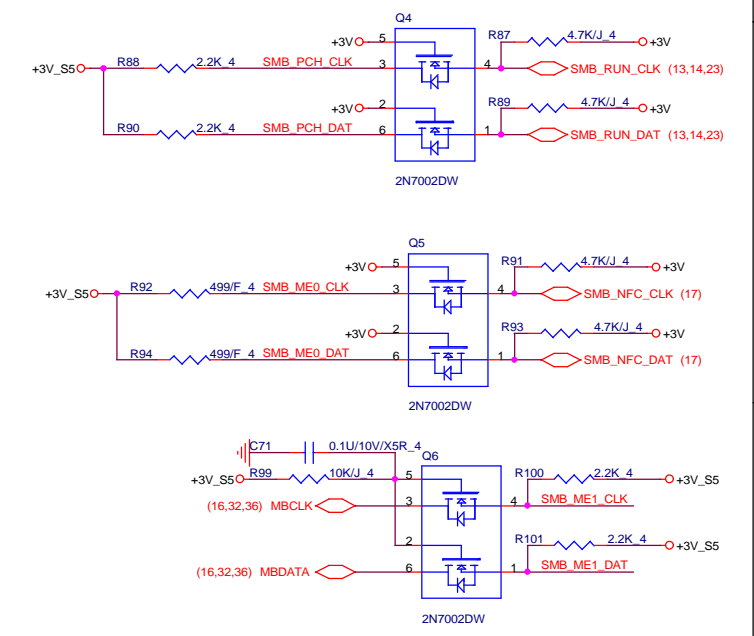 Q4
+3V 5 R87 4.7K/J_4 +3V
+3V_S5 R88 2.2K_4 SMB_PCH_CLK 3 4 SMB_RUN_CLK (13,14,23)
+3V 2 R89 4.7K/J_4 +3V
R90 2.2K_4 SMB_PCH_DAT 6 1 SMB_RUN_DAT (13,14,23)
2N7002DW
Q5
+3V 5 R91 4.7K/J_4 +3V
+3V_S5 R92 499/F_4 SMB_ME0_CLK 3 4 SMB_NFC_CLK (17)
+3V 2 R93 4.7K/J_4 +3V
R94 499/F_4 SMB_ME0_DAT 6 1 SMB_NFC_DAT (17)
2N7002DW
C71 0.1U/10V/X5R_4 Q6
+3V_S5 R99 10K/J_4 5 R100 2.2K_4 +3V_S5
(16,32,36) MBCLK 3 4 SMB_ME1_CLK
2 R101 2.2K_4 +3V_S5
(16,32,36) MBDATA 6 1 SMB_ME1_DAT
2N7002DW